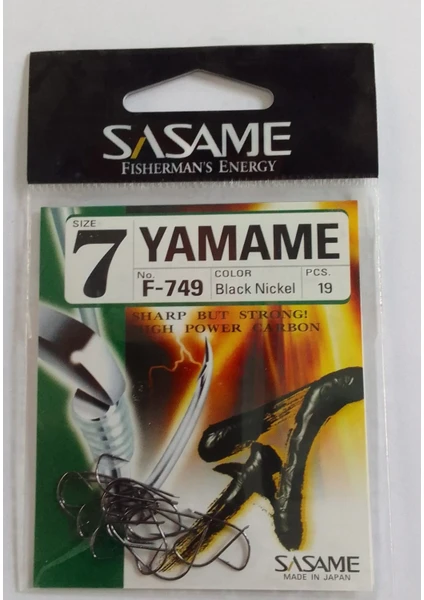 SASAME
FISHERMAN'S ENERGY
SIZE
7
YAMAME
No.
F-749
COLOR
Black Nickel
PCS.
19
SHARP BUT STRONG!
HIGH POWER CARBON
SASAME
MADE IN JAPAN